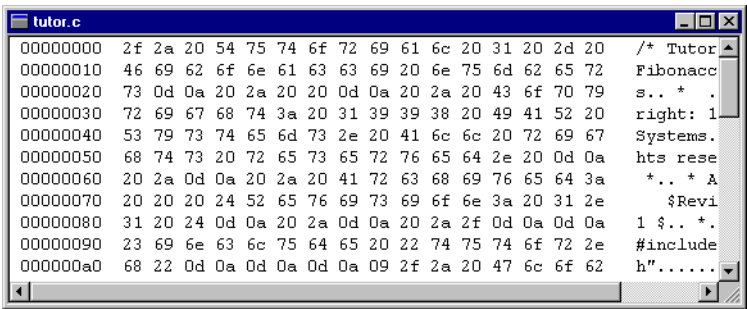 tutor.c
00000000 2f 2a 20 54 75 74 6f 72 69 61 6c 20 31 20 2d 20 /* Tutor
00000010 46 69 62 6f 6e 61 63 63 69 20 6e 75 6d 62 65 72 Fibonacc
00000020 73 0d 0a 20 2a 20 20 0d 0a 20 2a 20 43 6f 70 79 s.. *  .
00000030 72 69 67 68 74 3a 20 31 39 39 38 20 49 41 52 20 right: 1
00000040 53 79 73 74 65 6d 73 2e 20 41 6c 6c 20 72 69 67 Systems.
00000050 68 74 73 20 72 65 73 65 72 76 65 64 2e 20 0d 0a hts rese
00000060 20 2a 0d 0a 20 2a 20 41 72 63 68 69 76 65 64 3a  *.. * A
00000070 20 20 20 24 52 65 76 69 73 69 6f 6e 3a 20 31 2e    $Revi
00000080 31 20 24 0d 0a 20 2a 0d 0a 20 2a 2f 0d 0a 0d 0a 1 $.. *.
00000090 23 69 6e 63 6c 75 64 65 20 22 74 75 74 6f 72 2e #include
000000a0 68 22 0d 0a 0d 0a 0d 0a 09 2f 2a 20 47 6c 6f 62 h"......